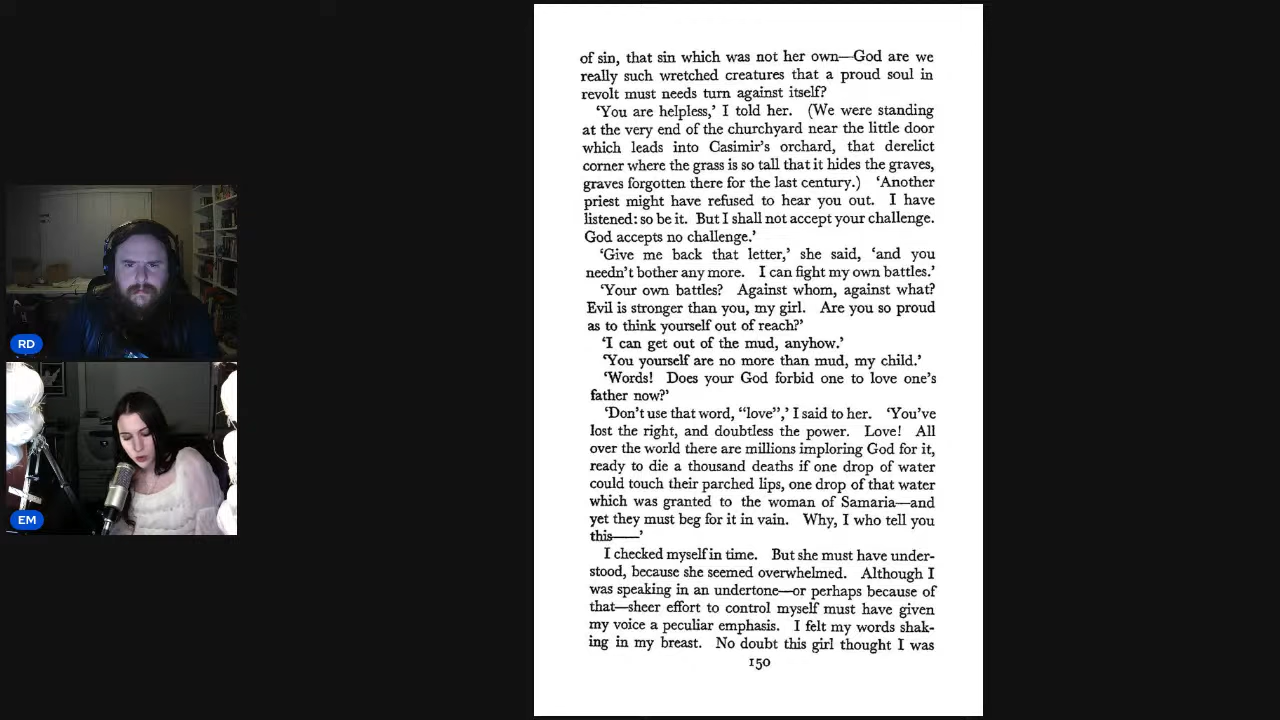 of sin, that sin which was not her own—God are we
really such wretched creatures that a proud soul in
revolt must needs turn against itself?
‘You are helpless,’ I told her. (We were standing
at the very end of the churchyard near the little door
which leads into Casimir’s orchard, that derelict
corner where the grass is so tall that it hides the graves,
graves forgotten there for the last century.) ‘Another
priest might have refused to hear you out. I have
listened: so be it. But I shall not accept your challenge.
God accepts no challenge.’
‘Give me back that letter,’ she said, ‘and you
needn’t bother any more. I can fight my own battles.’
‘Your own battles? Against whom, against what?
Evil is stronger than you, my girl. Are you so proud
as to think yourself out of reach?’
‘I can get out of the mud, anyhow.’
‘You yourself are no more than mud, my child.’
‘Words! Does your God forbid one to love one’s
father now?’
‘Don’t use that word, “love”,’ I said to her. ‘You’ve
lost the right, and doubtless the power. Love! All
over the world there are millions imploring God for it,
ready to die a thousand deaths if one drop of water
could touch their parched lips, one drop of that water
which was granted to the woman of Samaria—and
yet they must beg for it in vain. Why, I who tell you
this——’
I checked myself in time. But she must have under-
stood, because she seemed overwhelmed. Although I
was speaking in an undertone—or perhaps because of
that—sheer effort to control myself must have given
my voice a peculiar emphasis. I felt my words shak-
ing in my breast. No doubt this girl thought I was
150
RD
EM